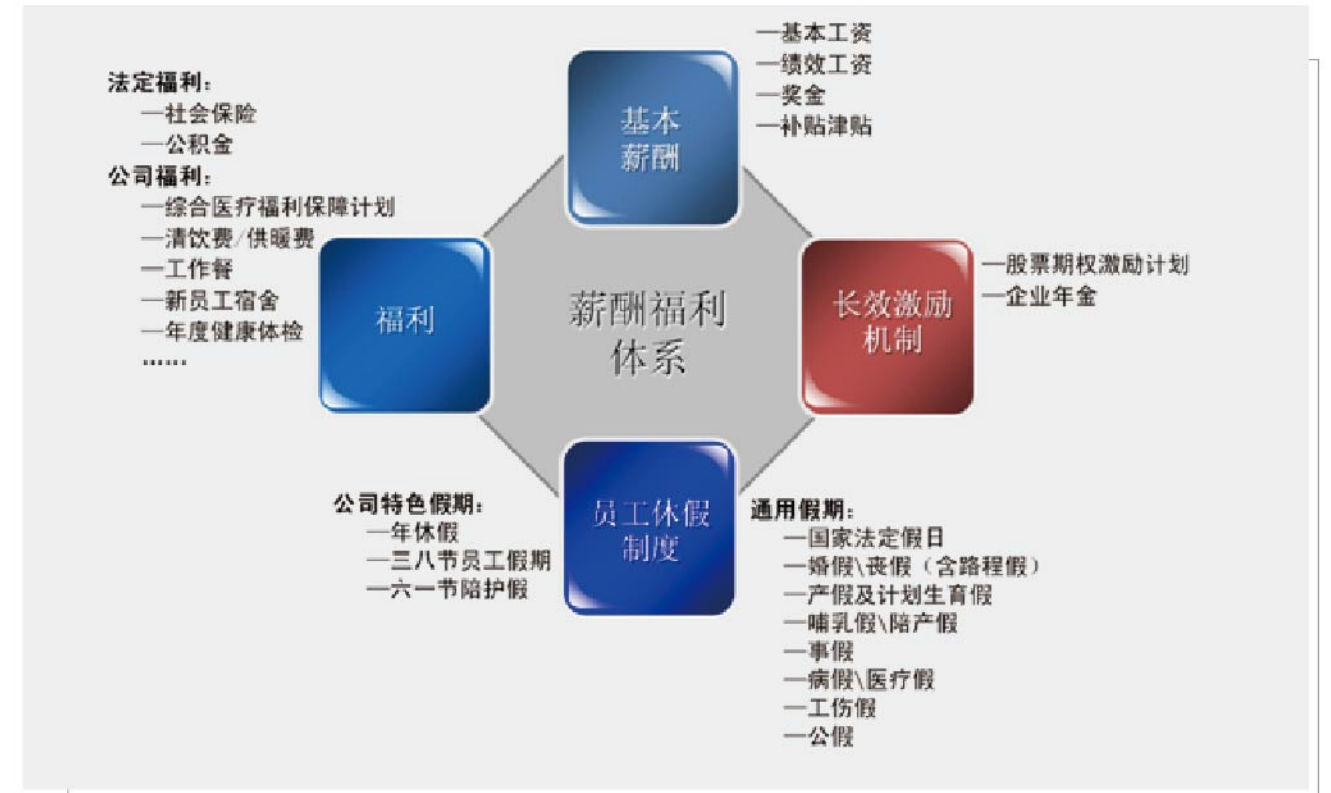 —基本工资
—绩效工资
—奖金
—补贴津贴
基本
薪酬
法定福利：
—社会保险
—公积金
公司福利：
—综合医疗福利保障计划
—清饮费/供暖费
—工作餐
—新员工宿舍
—年度健康体检
……
福利
薪酬福利
体系
长效激励
机制
—股票期权激励计划
—企业年金
公司特色假期：
—年休假
—三八节员工假期
—六一节陪护假
员工休假
制度
通用假期：
—国家法定假日
—婚假\丧假（含路程假）
—产假及计划生育假
—哺乳假\陪产假
—事假
—病假\医疗假
—工伤假
—公假